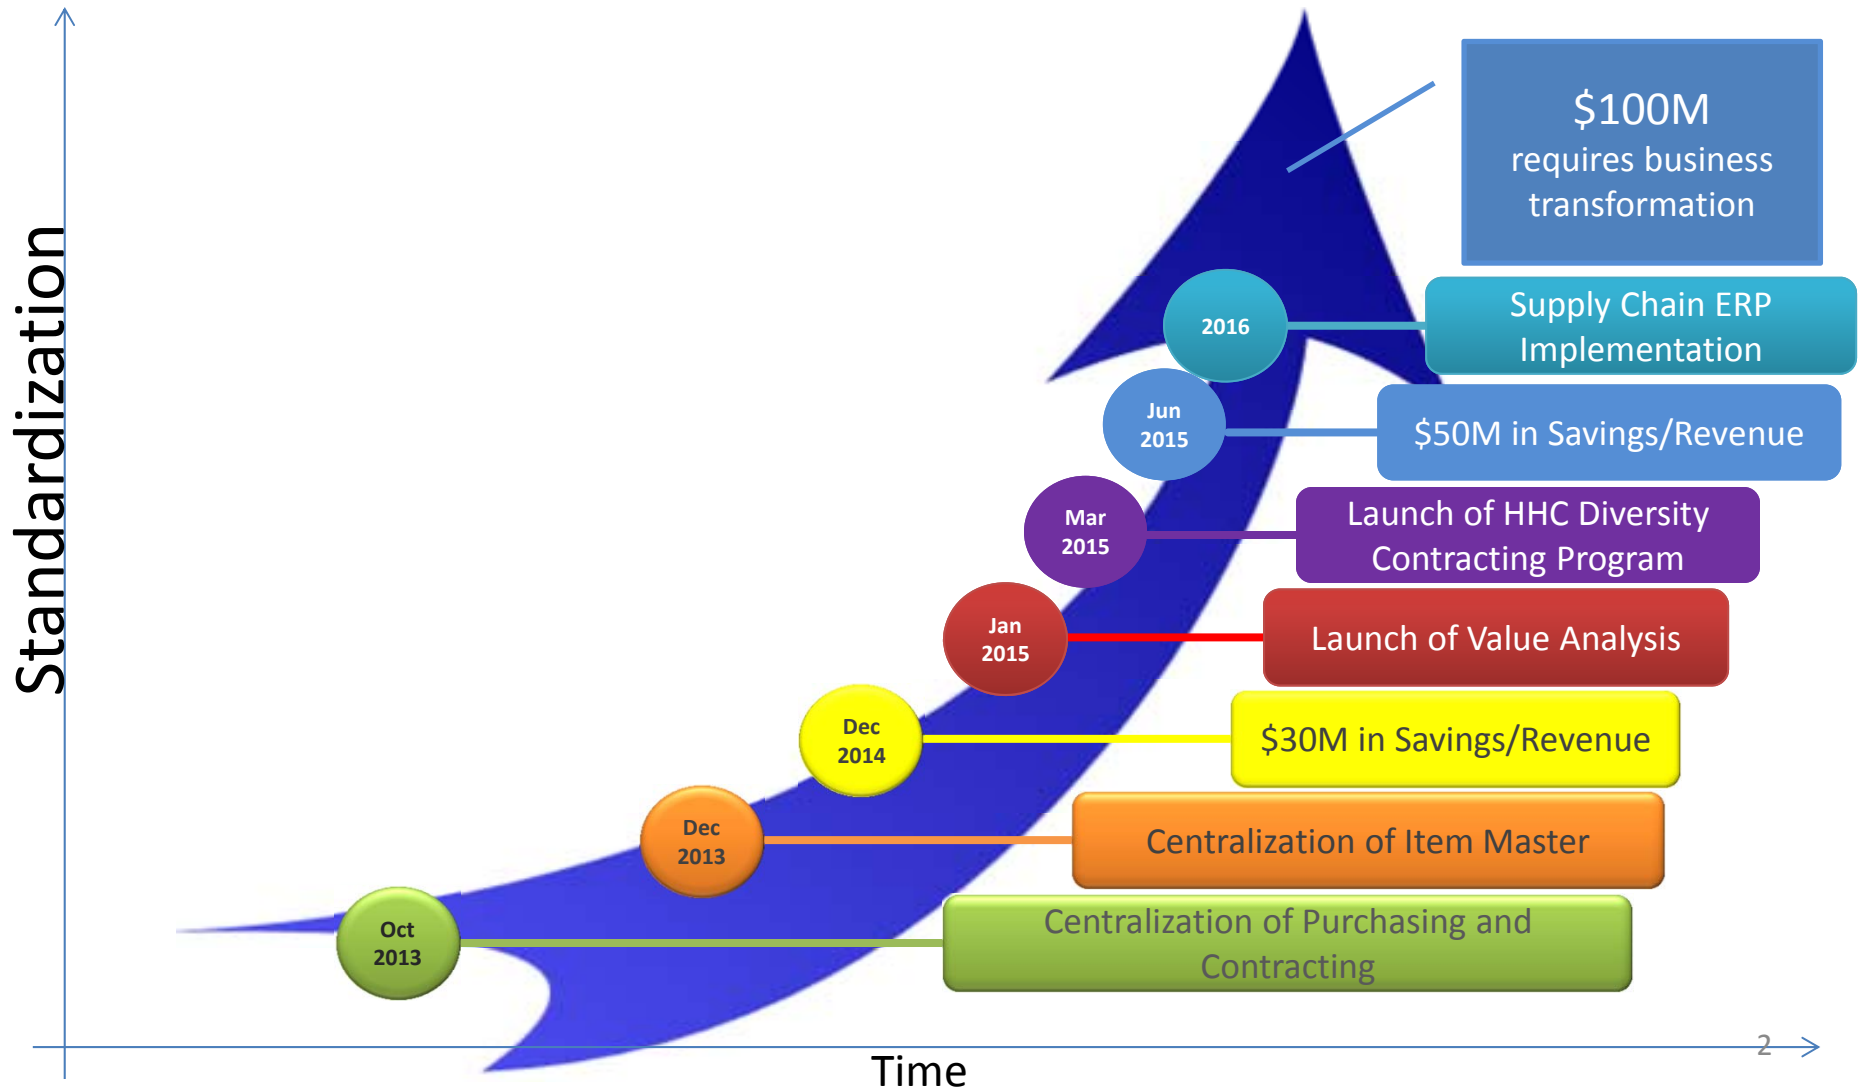 Standardization
$100M
requires business
transformation
2016
Supply Chain ERP
Implementation
Jun
2015
$50M in Savings/Revenue
Mar
2015
Launch of HHC Diversity
Contracting Program
Jan
2015
Launch of Value Analysis
Dec
2014
$30M in Savings/Revenue
Dec
2013
Centralization of Item Master
Oct
2013
Centralization of Purchasing and
Contracting
Time
2